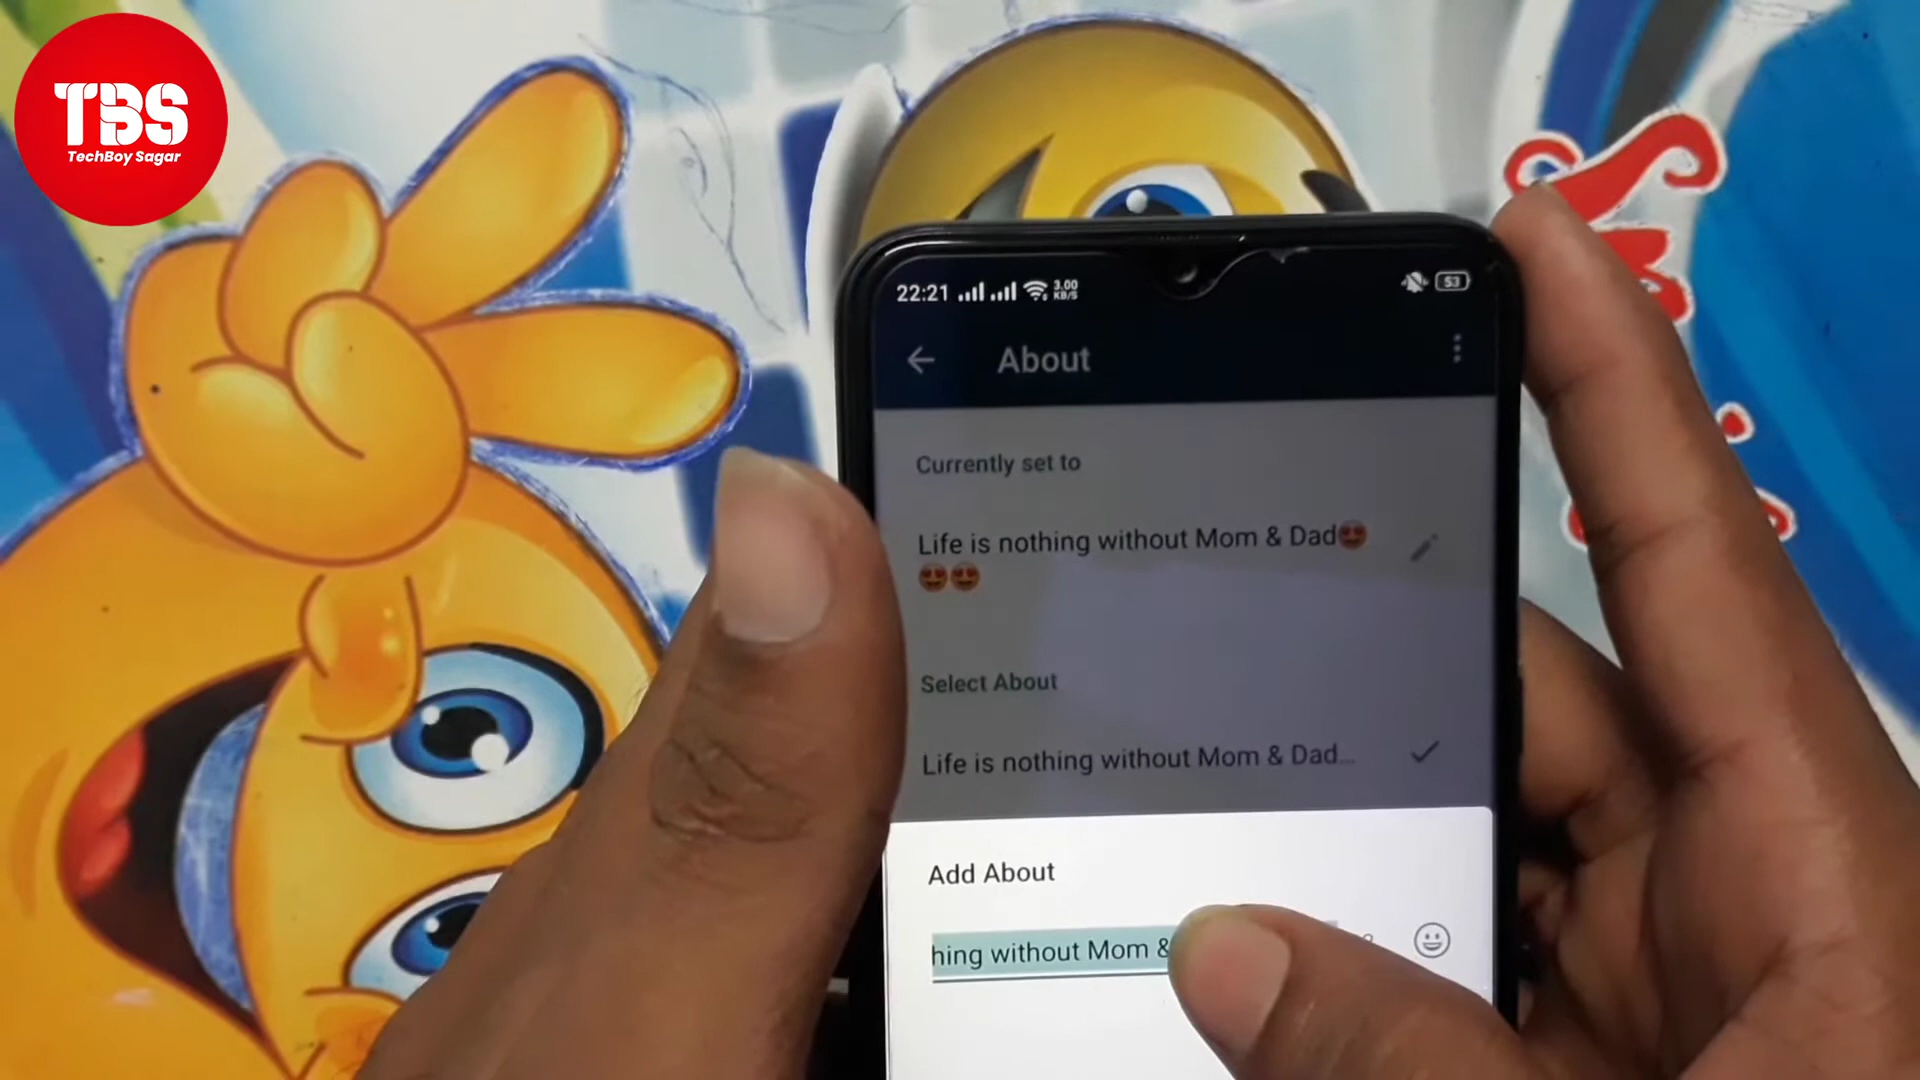 TBS
TechBoy Sagar
22:21
3.00
KB/S
53
About
Currently set to
Life is nothing without Mom & Dad😍
😍😍
Select About
Life is nothing without Mom & Dad...
Add About
hing without Mom &